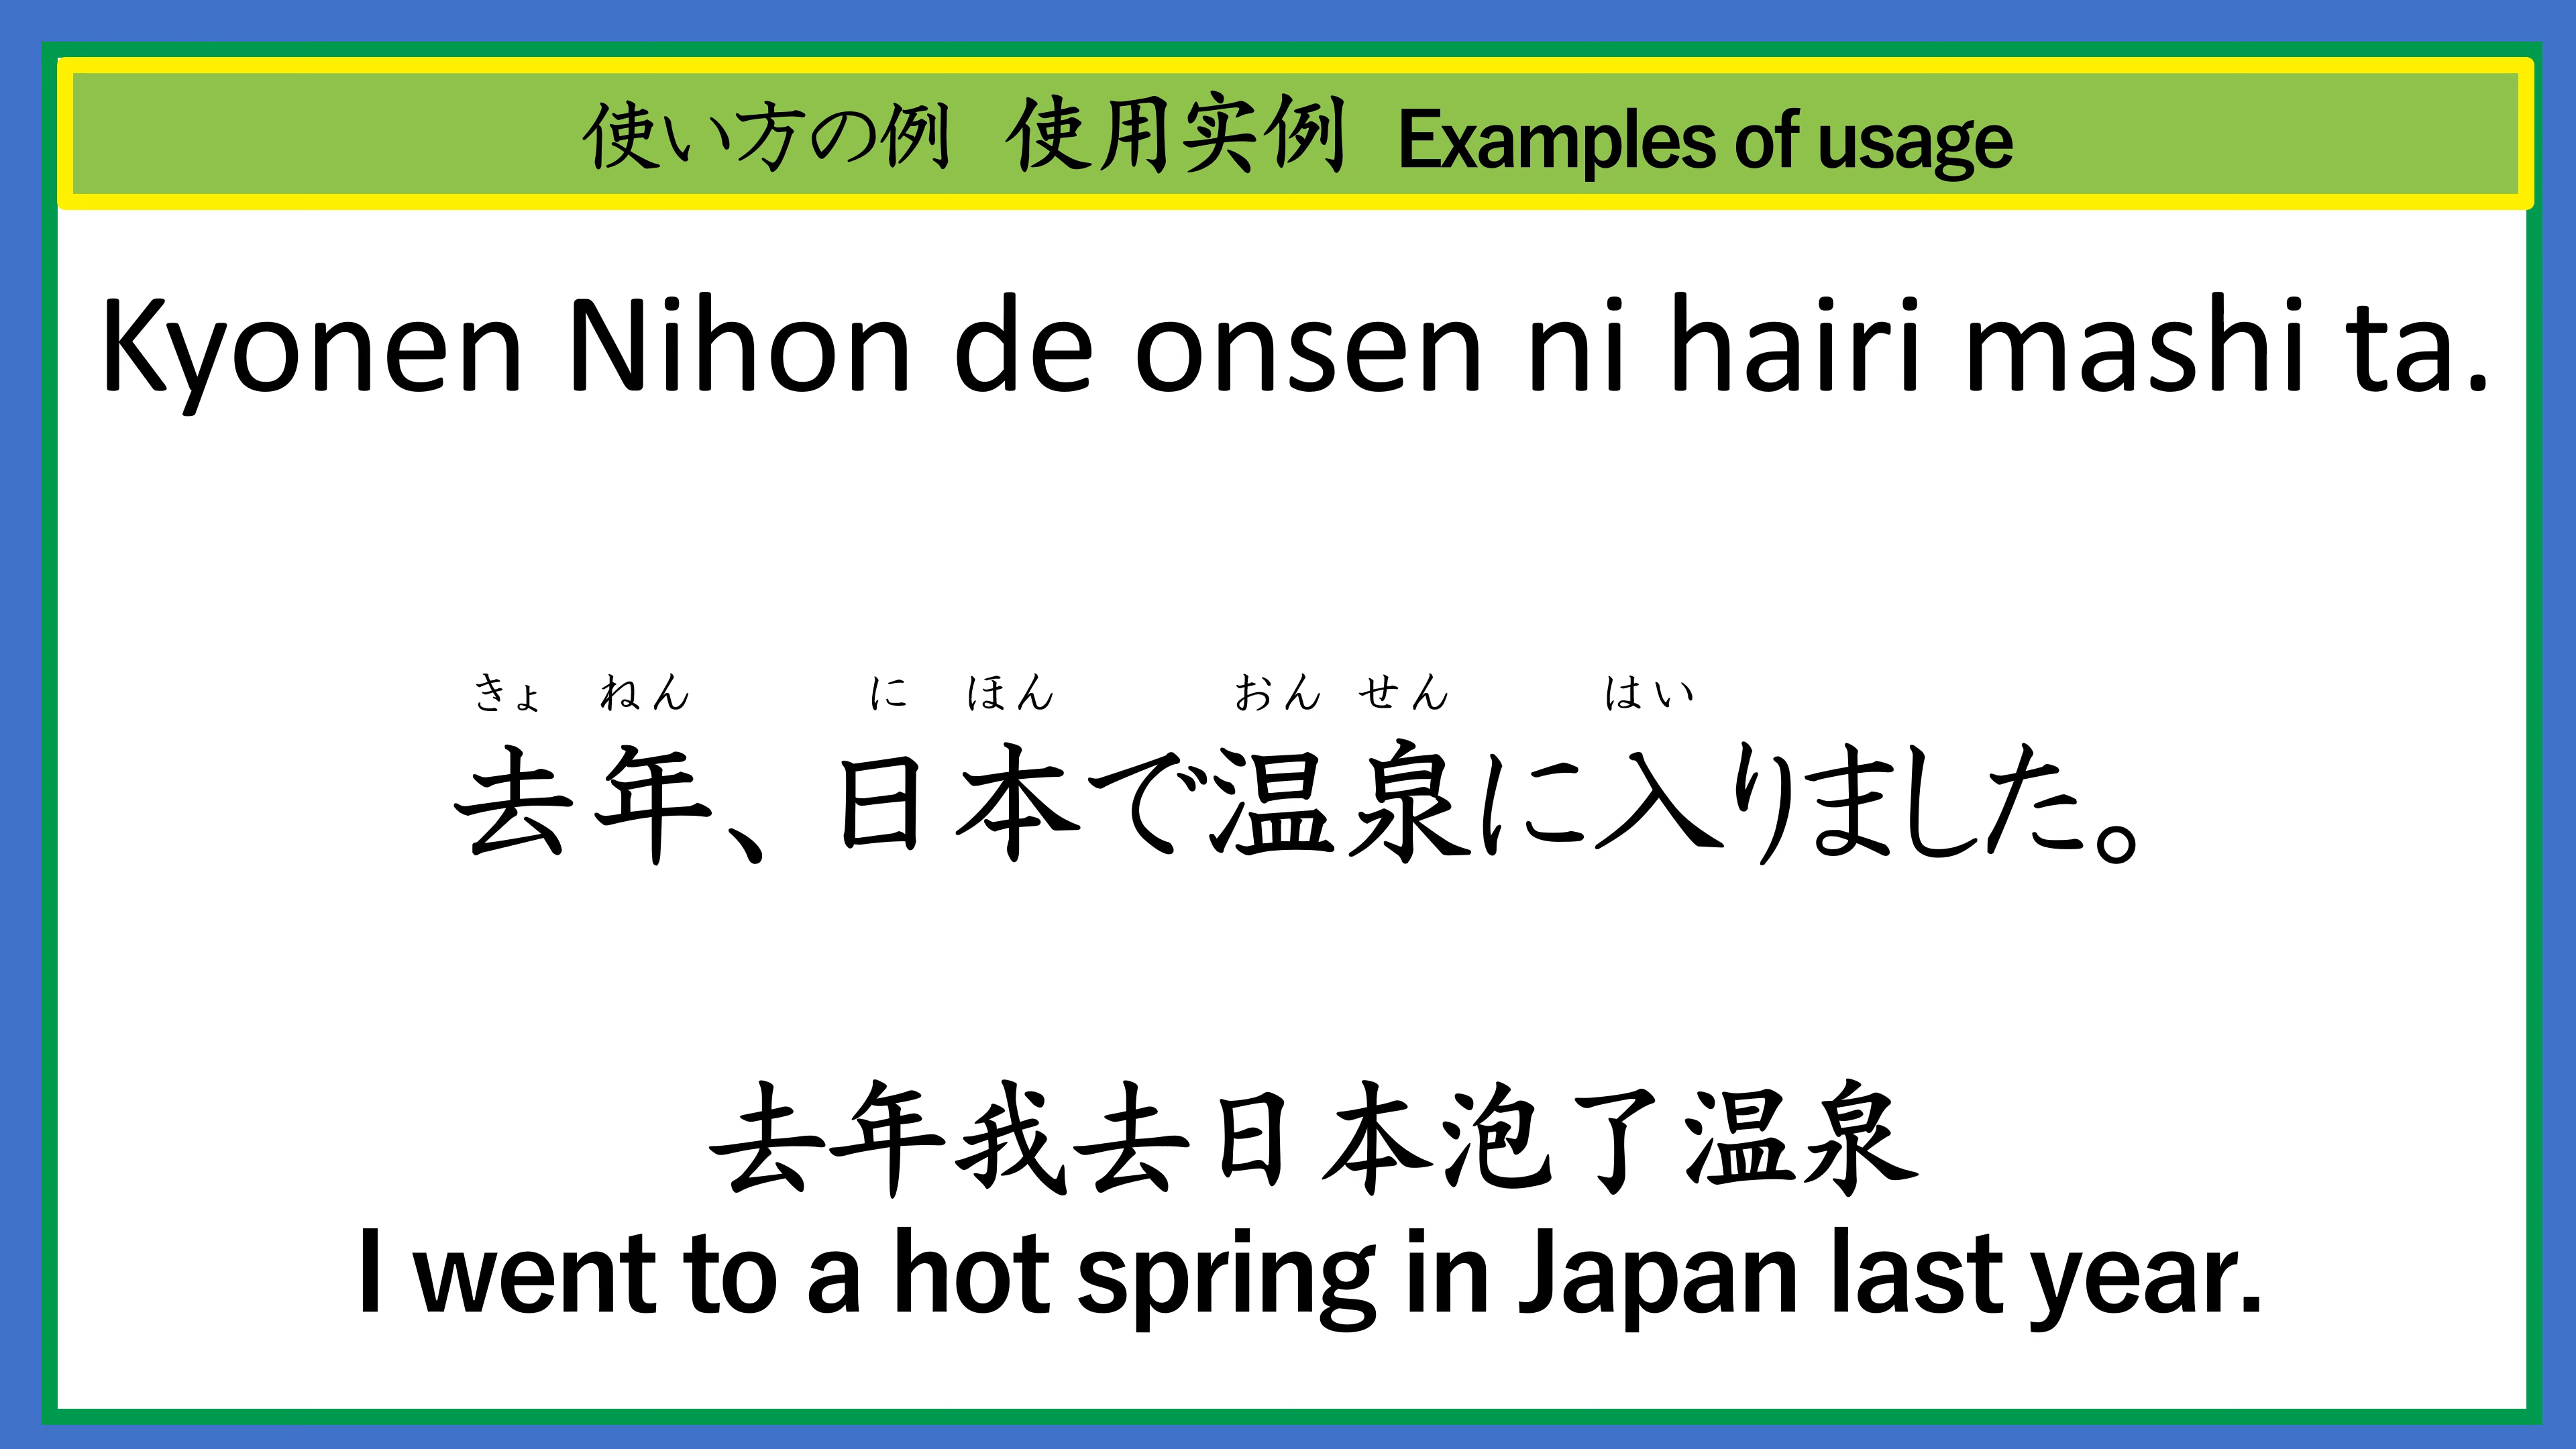 使い方の例 使用实例 Examples of usage
Kyonen Nihon de onsen ni hairi mashi ta.
きょ ねん に ほん おん せん はい
去年、日本で温泉に入りました。
去年我去日本泡了温泉
I went to a hot spring in Japan last year.